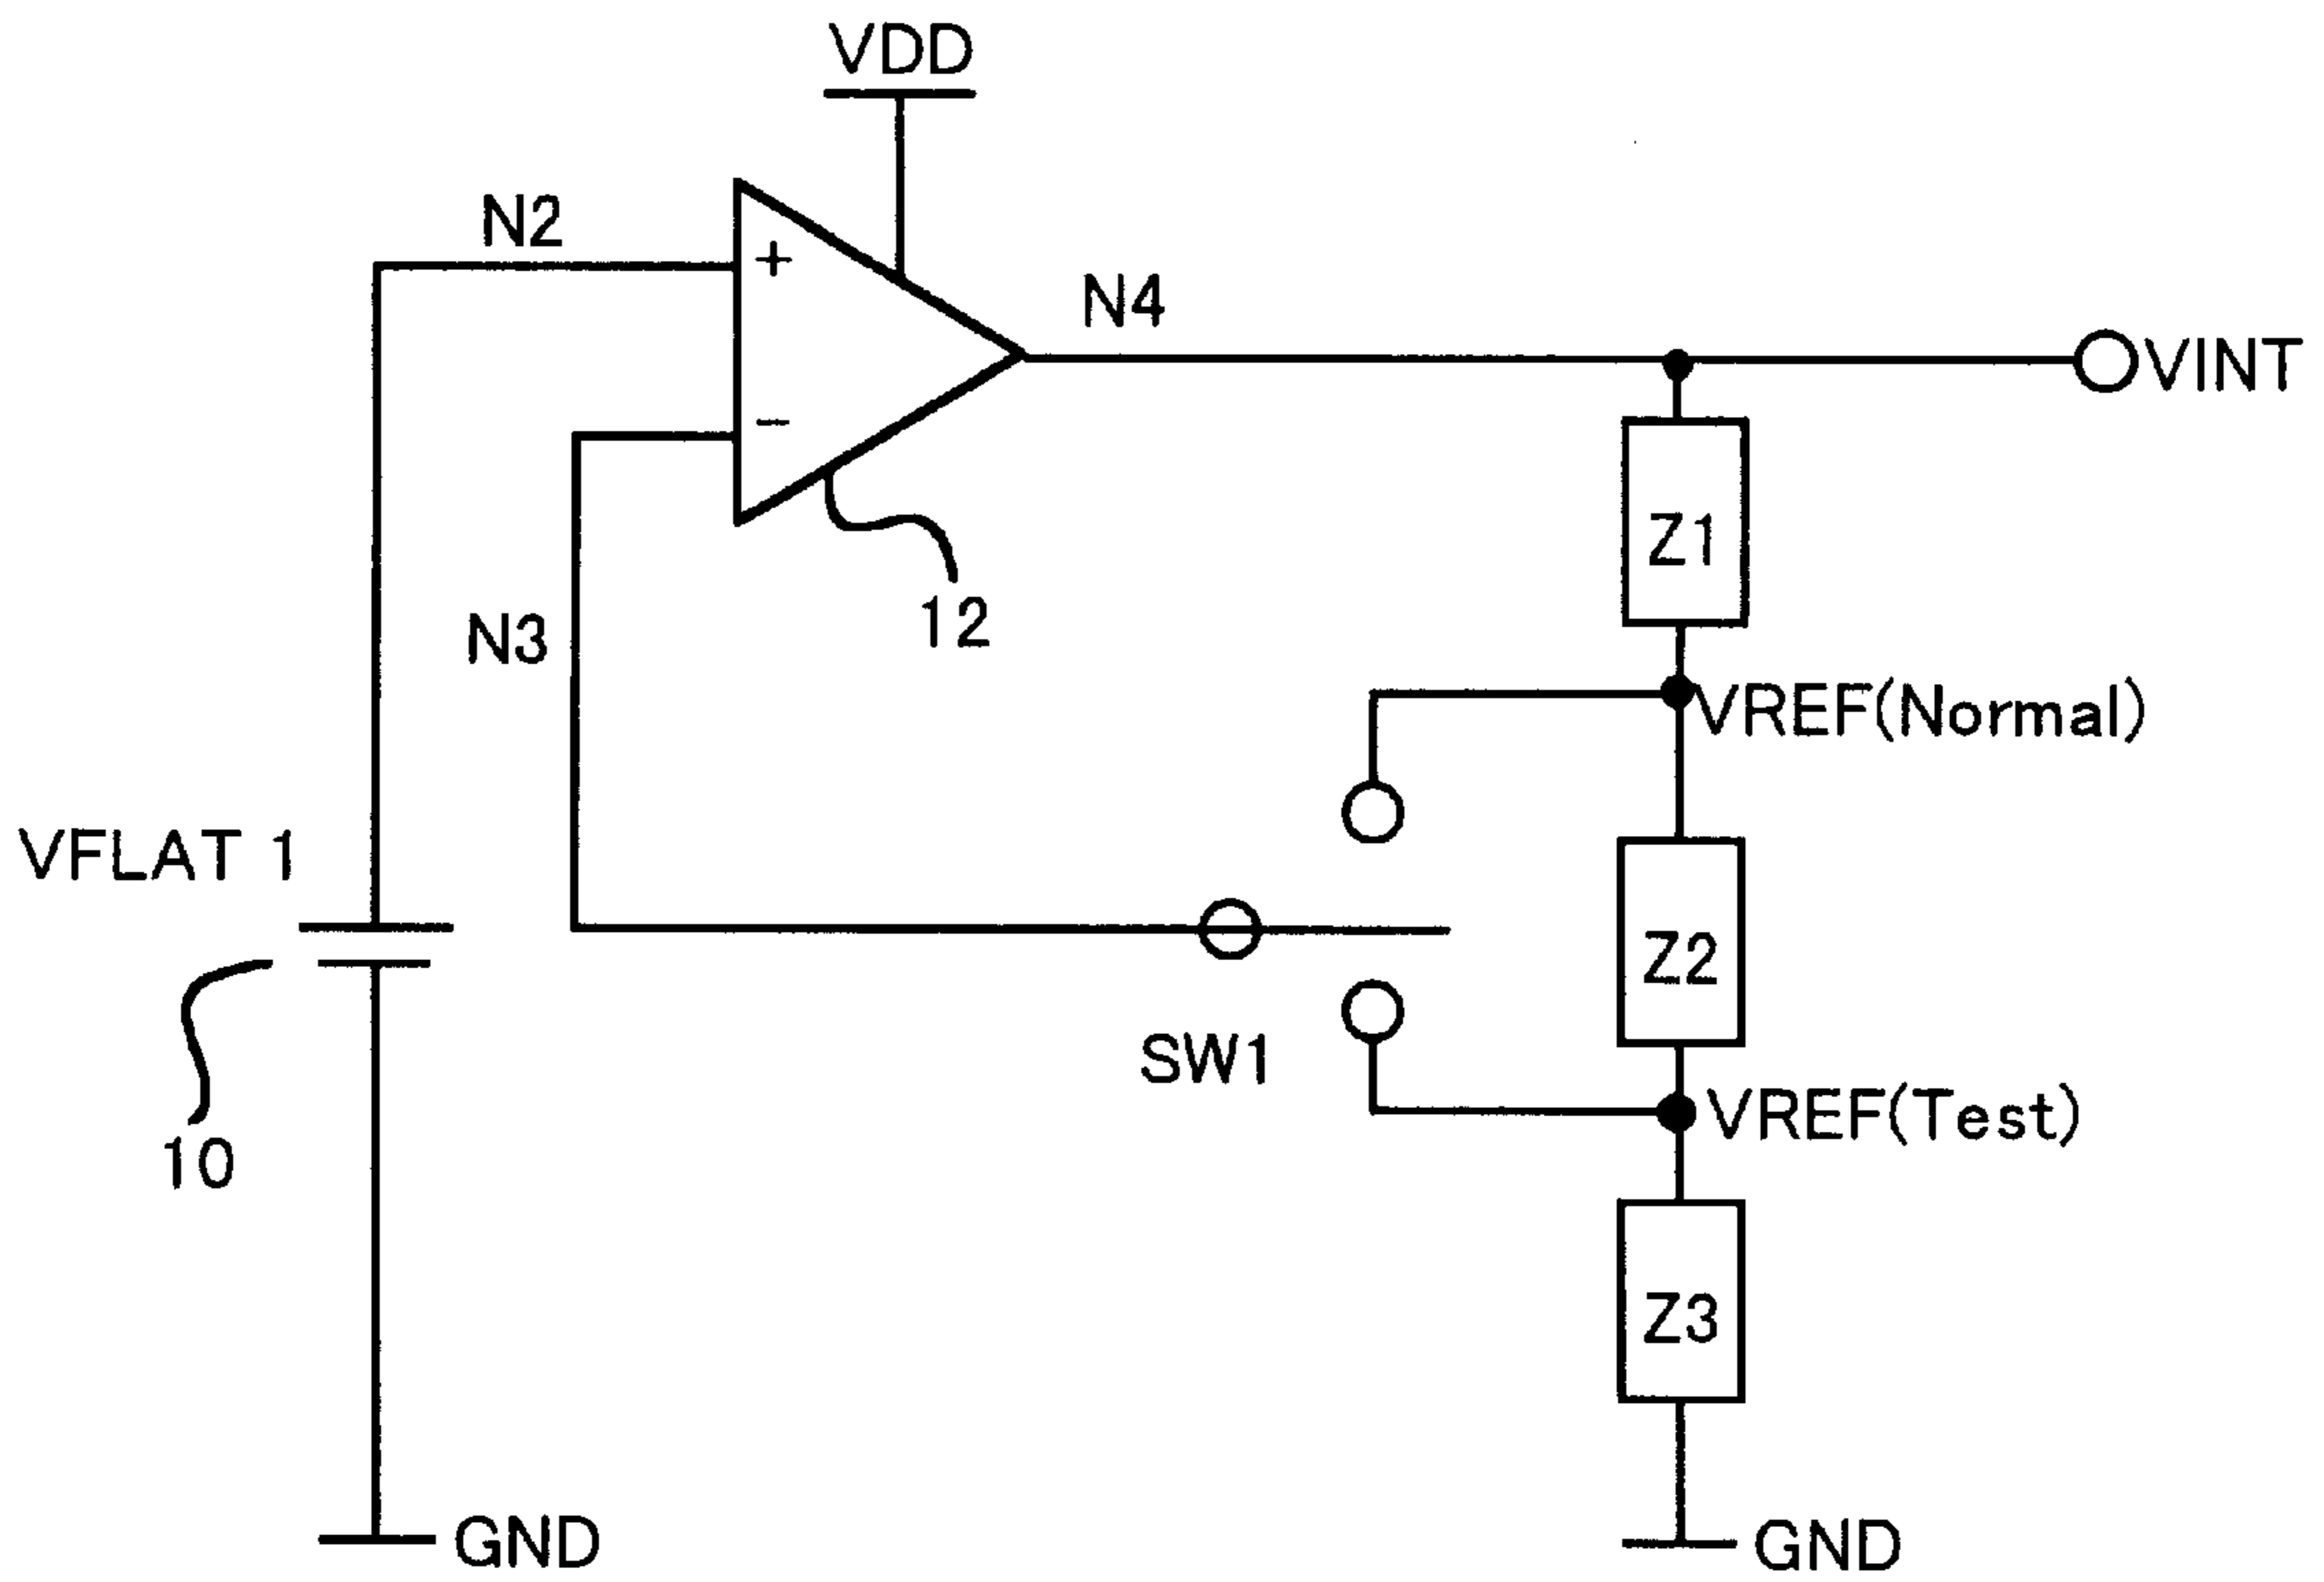 VDD
N2
+
N4
VINT
−
Z1
12
N3
VREF(Normal)
VFLAT 1
Z2
SW1
VREF(Test)
10
Z3
GND
GND